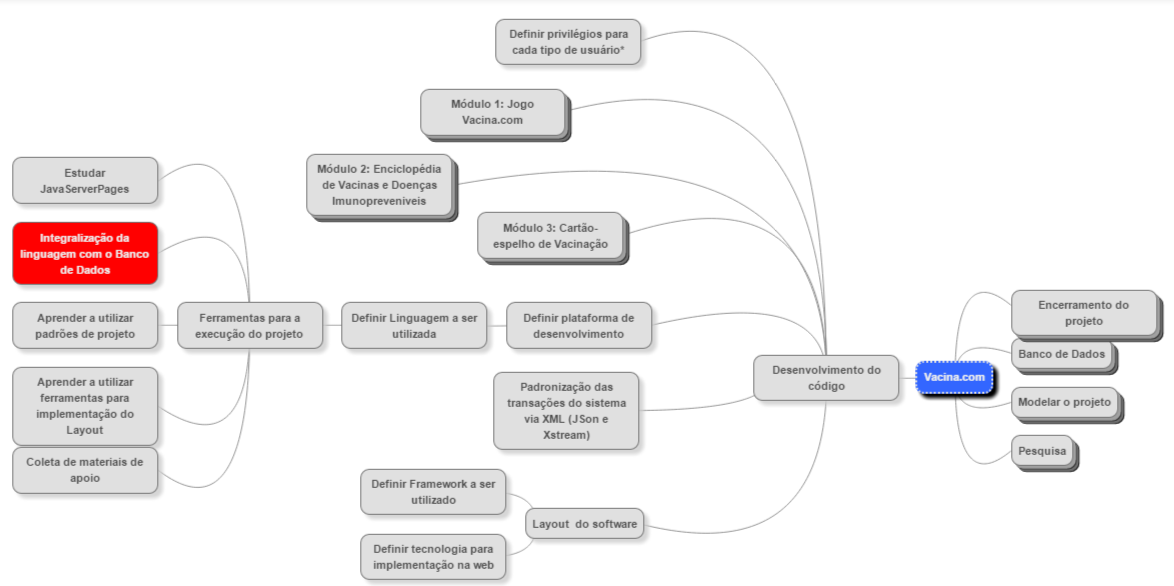 Definir privilégios para
cada tipo de usuário*
Módulo 1: Jogo
Vacina.com
Módulo 2: Enciclopédia
de Vacinas e Doenças
Imunopreveniveis
Módulo 3: Cartão-
espelho de Vacinação
Estudar
JavaServerPages
Integralização da
linguagem com o Banco
de Dados
Aprender a utilizar
padrões de projeto
Ferramentas para a
execução do projeto
Definir Linguagem a ser
utilizada
Definir plataforma de
desenvolvimento
Aprender a utilizar
ferramentas para
implementação do
Layout
Coleta de materiais de
apoio
Padronização das
transações do sistema
via XML (JSon e
Xstream)
Definir Framework a ser
utilizado
Definir tecnologia para
implementação na web
Layout do software
Desenvolvimento do
código
Vacina.com
Encerramento do
projeto
Banco de Dados
Modelar o projeto
Pesquisa